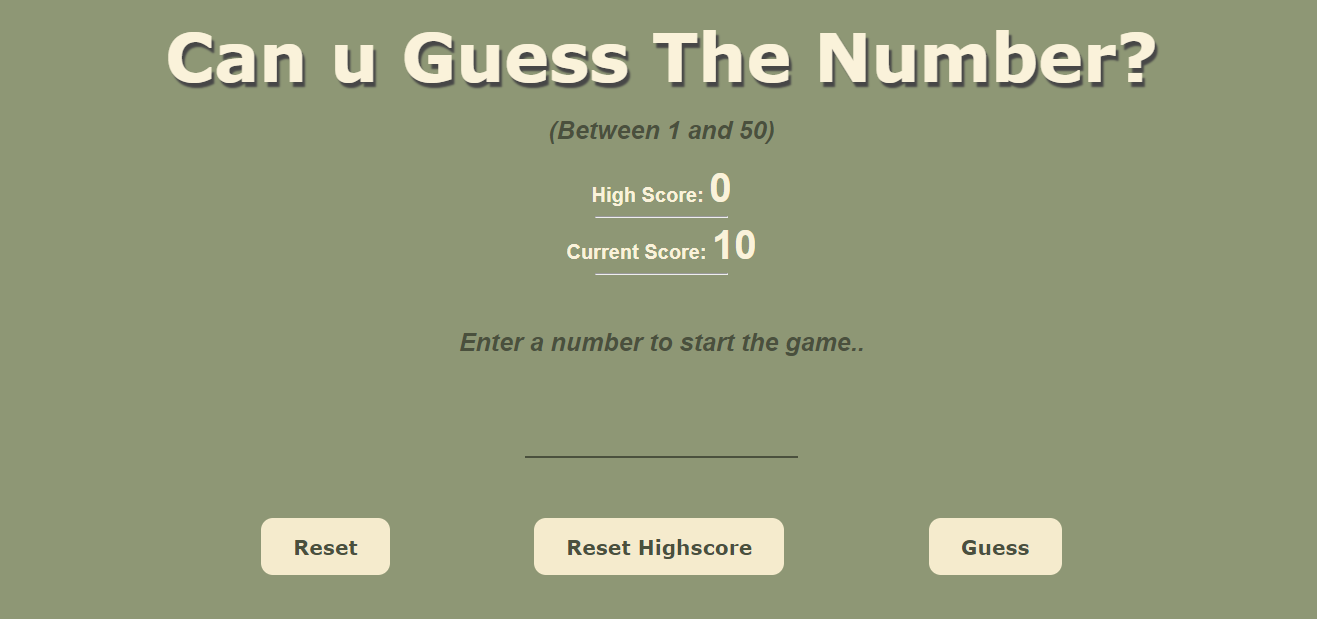 Can u Guess The Number?
(Between 1 and 50)
High Score: 0
Current Score: 10
Enter a number to start the game..
Reset
Reset Highscore
Guess